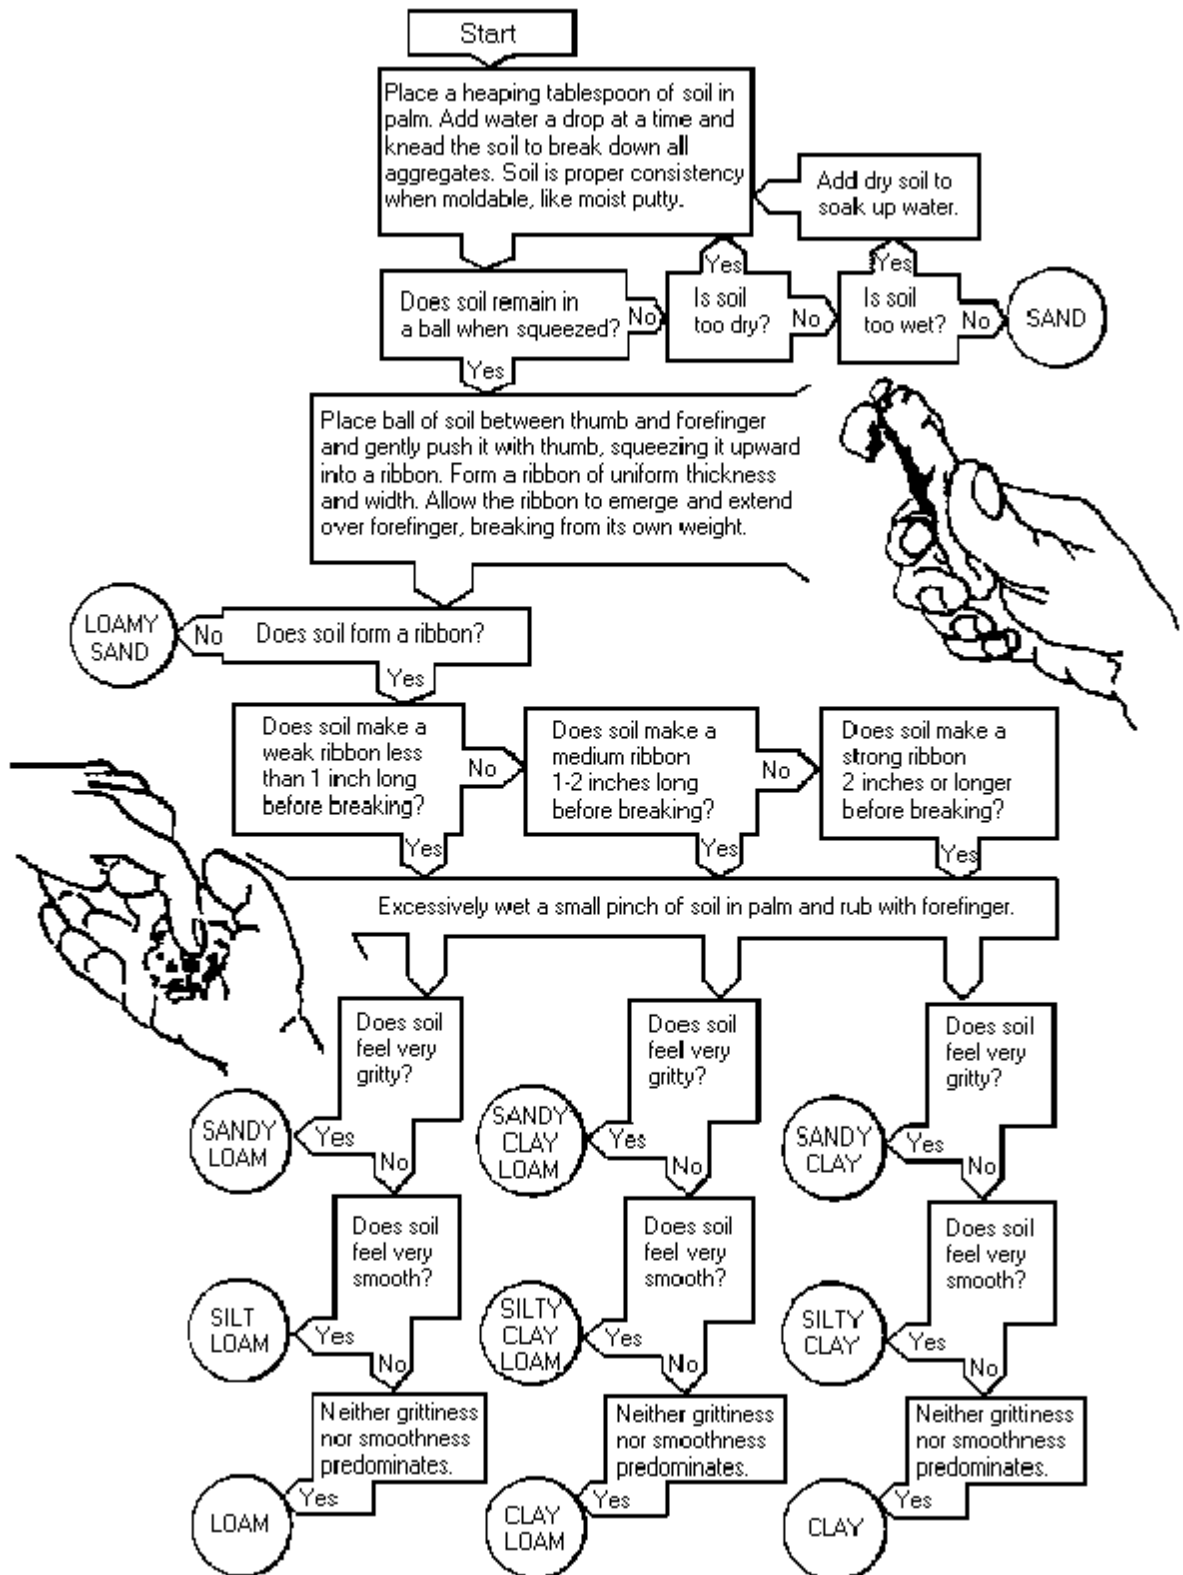 Start
Place a heaping tablespoon of soil in
palm. Add water a drop at a time and
knead the soil to break down all
aggregates. Soil is proper consistency
when moldable, like moist putty.
Add dry soil to
soak up water.
Yes
Yes
Does soil remain in
a ball when squeezed?
No
Is soil
too dry?
No
Is soil
too wet?
No
SAND
Yes
Place ball of soil between thumb and forefinger
and gently push it with thumb, squeezing it upward
into a ribbon. Form a ribbon of uniform thickness
and width. Allow the ribbon to emerge and extend
over forefinger, breaking from its own weight.
LOAMY
SAND
No
Does soil form a ribbon?
Yes
Does soil make a
weak ribbon less
than 1 inch long
before breaking?
No
Does soil make a
medium ribbon
1-2 inches long
before breaking?
No
Does soil make a
strong ribbon
2 inches or longer
before breaking?
Yes
Yes
Yes
Excessively wet a small pinch of soil in palm and rub with forefinger.
Does soil
feel very
gritty?
Does soil
feel very
gritty?
Does soil
feel very
gritty?
SANDY
LOAM
Yes
No
SANDY
CLAY
LOAM
Yes
No
SANDY
CLAY
Yes
No
Does soil
feel very
smooth?
Does soil
feel very
smooth?
Does soil
feel very
smooth?
SILT
LOAM
Yes
No
SILTY
CLAY
LOAM
Yes
No
SILTY
CLAY
Yes
No
Neither grittiness
nor smoothness
predominates.
Neither grittiness
nor smoothness
predominates.
Neither grittiness
nor smoothness
predominates.
LOAM
Yes
CLAY
LOAM
Yes
CLAY
Yes